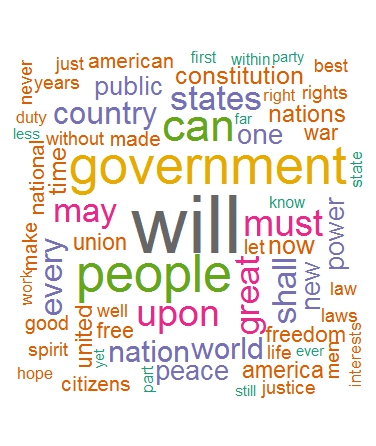 first within party
just american best
never years public constitution
states right rights
duty country can one far nations
less without made war
national time government state
may will must know
make union let now power
work every people great shall new law
good united well upon laws
free freedom
spirit yet nation world life ever men interests
hope part peace america
citizens still justice